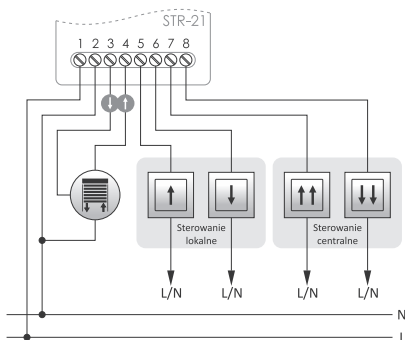 STR-21
1 2 3 4 5 6 7 8
Sterowanie
lokalne
Sterowanie
centralne
L/N L/N L/N L/N
N
L